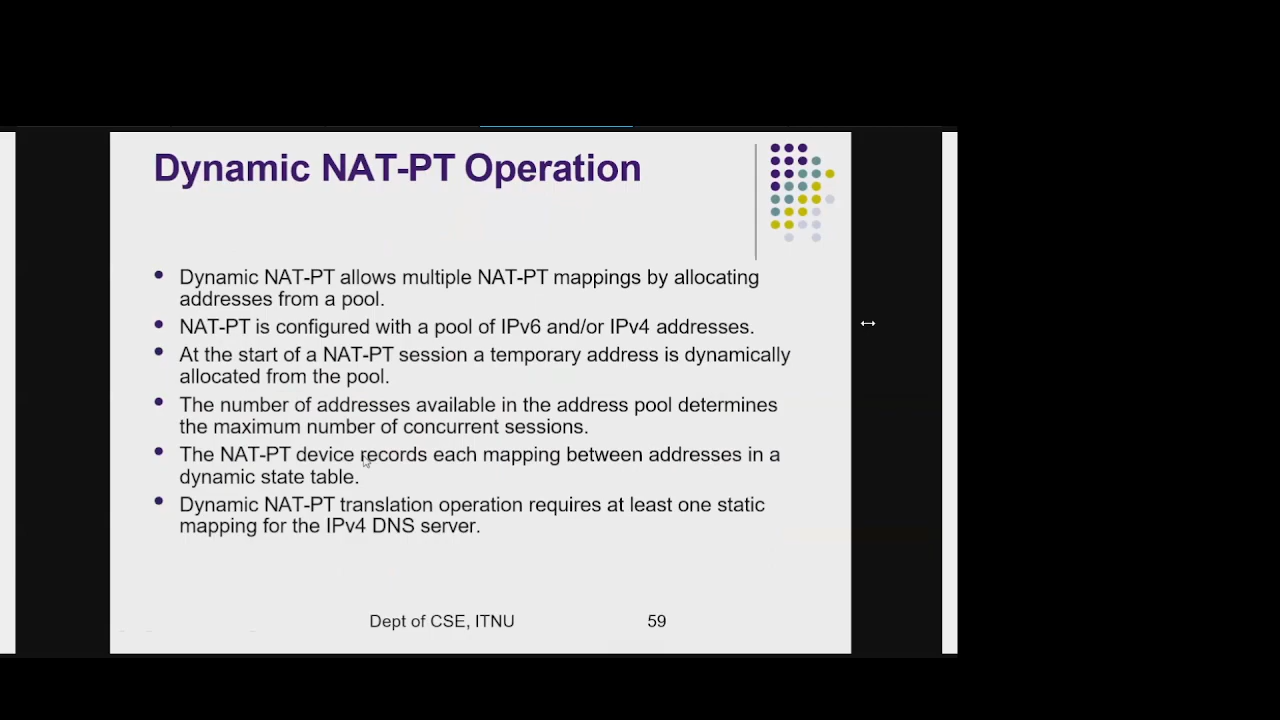 Dynamic NAT-PT Operation
• Dynamic NAT-PT allows multiple NAT-PT mappings by allocating
addresses from a pool.
• NAT-PT is configured with a pool of IPv6 and/or IPv4 addresses.
• At the start of a NAT-PT session a temporary address is dynamically
allocated from the pool.
• The number of addresses available in the address pool determines
the maximum number of concurrent sessions.
• The NAT-PT device records each mapping between addresses in a
dynamic state table.
• Dynamic NAT-PT translation operation requires at least one static
mapping for the IPv4 DNS server.
Dept of CSE, ITNU 59